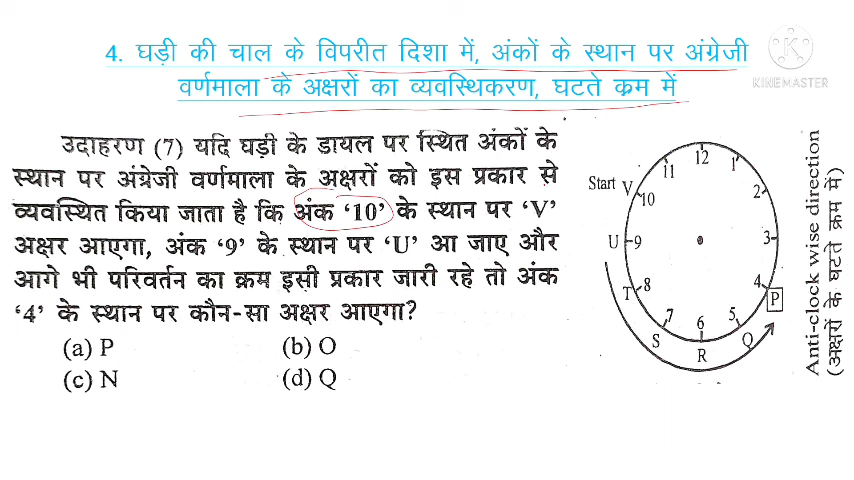 4. घड़ी की चाल के विपरीत दिशा में, अंकों के स्थान पर अंग्रेजी
वर्णमाला के अक्षरों का व्यवस्थिकरण, घटते क्रम में
KINEMASTER
उदाहरण (7) यदि घड़ी के डायल पर स्थित अंकों के
स्थान पर अंग्रेजी वर्णमाला के अक्षरों को इस प्रकार से
व्यवस्थित किया जाता है कि अंक ‘10’ के स्थान पर ‘V’
अक्षर आएगा, अंक ‘9’ के स्थान पर ‘U’ आ जाए और
आगे भी परिवर्तन का क्रम इसी प्रकार जारी रहे तो अंक
‘4’ के स्थान पर कौन-सा अक्षर आएगा?
(a) P (b) O
(c) N (d) Q
12
11 1
Start V 10 2
U 9 3
T 8 4 P
7 5
S 6 Q
R
Anti-clock wise direction
(अक्षरों के घटते क्रम में)